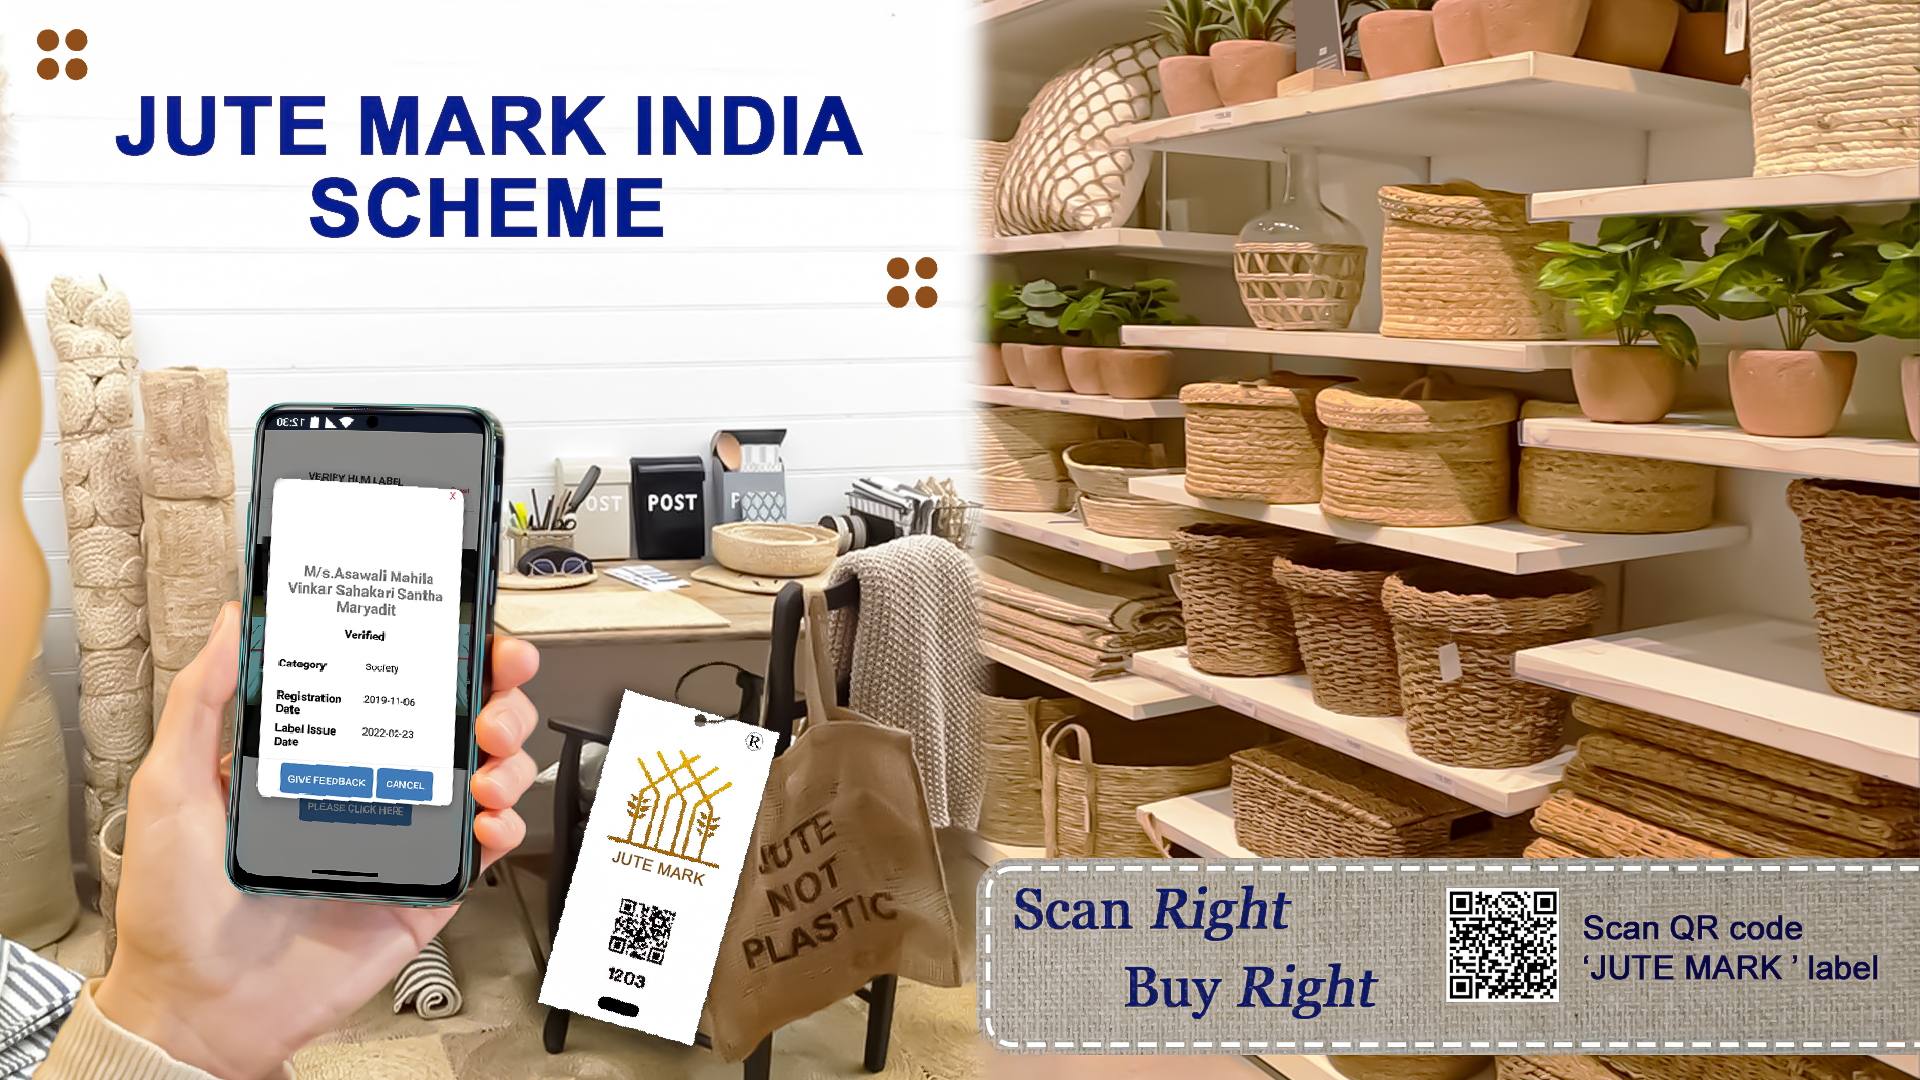 JUTE MARK INDIA
SCHEME
12:30
VERIFY HLM LABEL
X
M/s.Asawali Mahila
Vinkar Sahakari Santha
Maryadit
Verified
Category Society
Registration Date 2019-11-06
Label Issue Date 2022-02-23
GIVE FEEDBACK CANCEL
PLEASE CLICK HERE
POST
POST
®
JUTE MARK
1203
JUTE
NOT
PLASTIC
Scan Right
Buy Right
Scan QR code
‘JUTE MARK ’ label